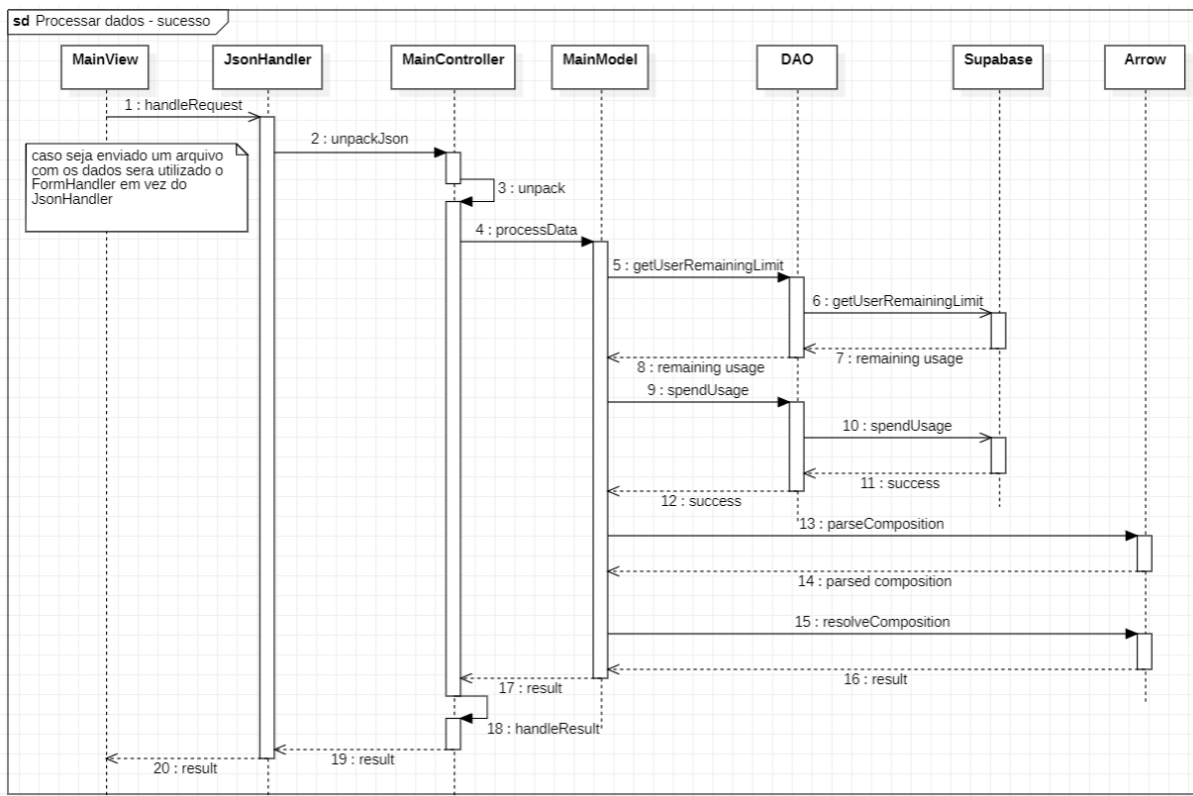 sd Processar dados - sucesso
MainView
JsonHandler
MainController
MainModel
DAO
Supabase
Arrow
1 : handleRequest
2 : unpackJson
caso seja enviado um arquivo
com os dados sera utilizado o
FormHandler em vez do
JsonHandler
3 : unpack
4 : processData
5 : getUserRemainingLimit
6 : getUserRemainingLimit
7 : remaining usage
8 : remaining usage
9 : spendUsage
10 : spendUsage
11 : success
12 : success
13 : parseComposition
14 : parsed composition
15 : resolveComposition
16 : result
17 : result
18 : handleResult
19 : result
20 : result